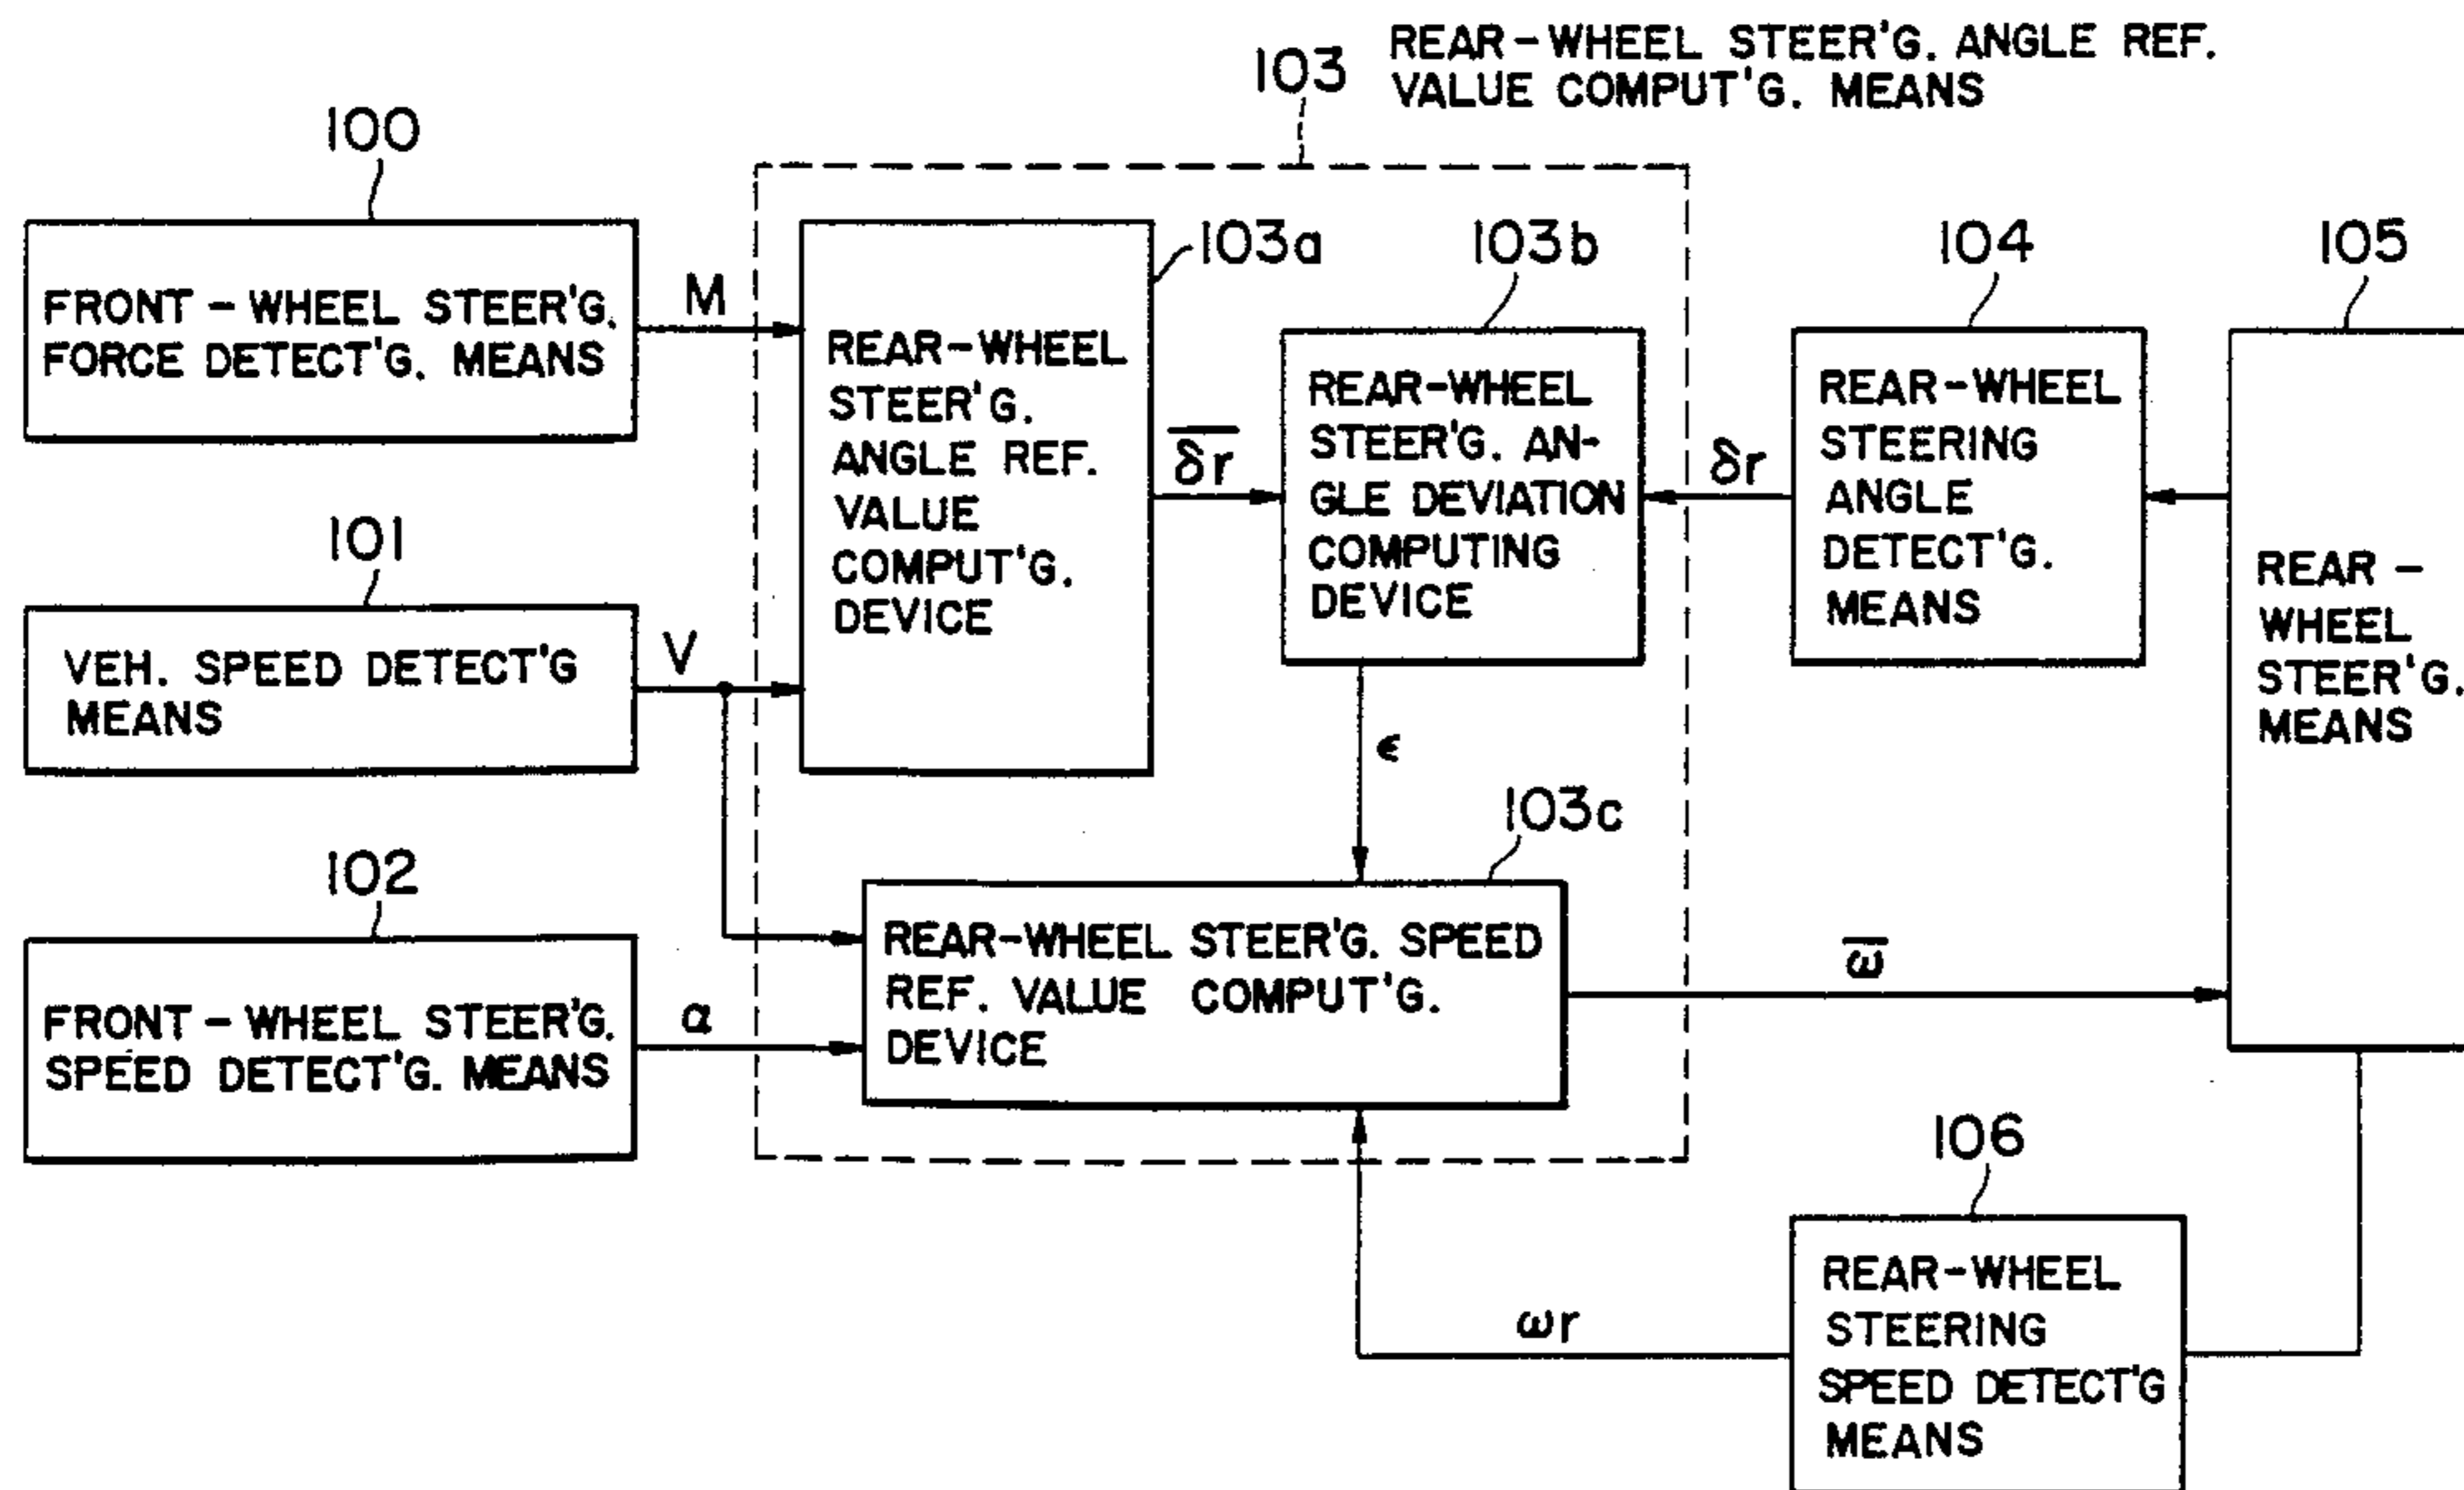 103
REAR-WHEEL STEER'G. ANGLE REF.
VALUE COMPUT'G. MEANS
100
FRONT-WHEEL STEER'G.
FORCE DETECT'G. MEANS
M
101
VEH. SPEED DETECT'G
MEANS
V
102
FRONT-WHEEL STEER'G.
SPEED DETECT'G. MEANS
α
103a
REAR-WHEEL
STEER'G.
ANGLE REF.
VALUE
COMPUT'G.
DEVICE
δ̅r̅
103b
REAR-WHEEL
STEER'G. AN-
GLE DEVIATION
COMPUTING
DEVICE
δr
ϵ
104
REAR-WHEEL
STEERING
ANGLE
DETECT'G.
MEANS
105
REAR-
WHEEL
STEER'G.
MEANS
103c
REAR-WHEEL STEER'G. SPEED
REF. VALUE COMPUT'G.
DEVICE
ω̅
106
REAR-WHEEL
STEERING
SPEED DETECT'G
MEANS
ωr